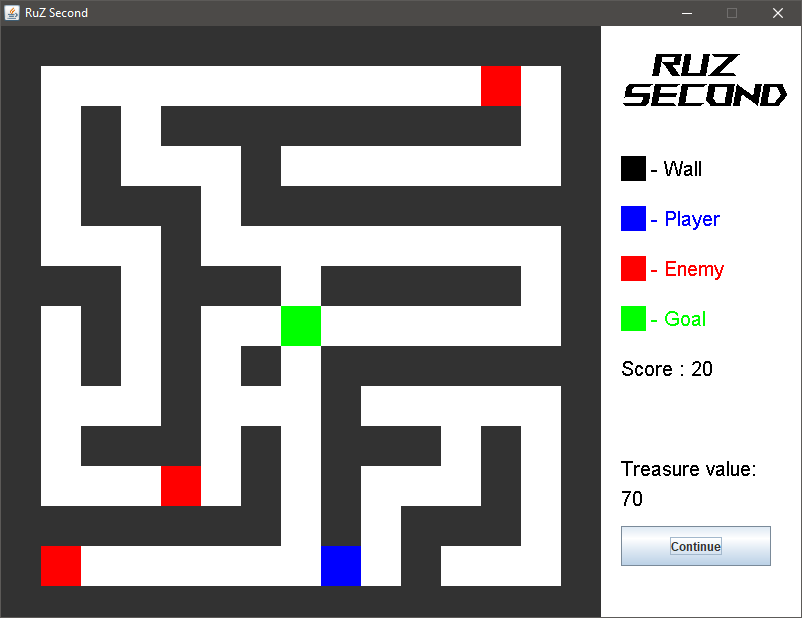 RuZ Second
RUZ
SECOND
- Wall
- Player
- Enemy
- Goal
Score : 20
Treasure value:
70
Continue